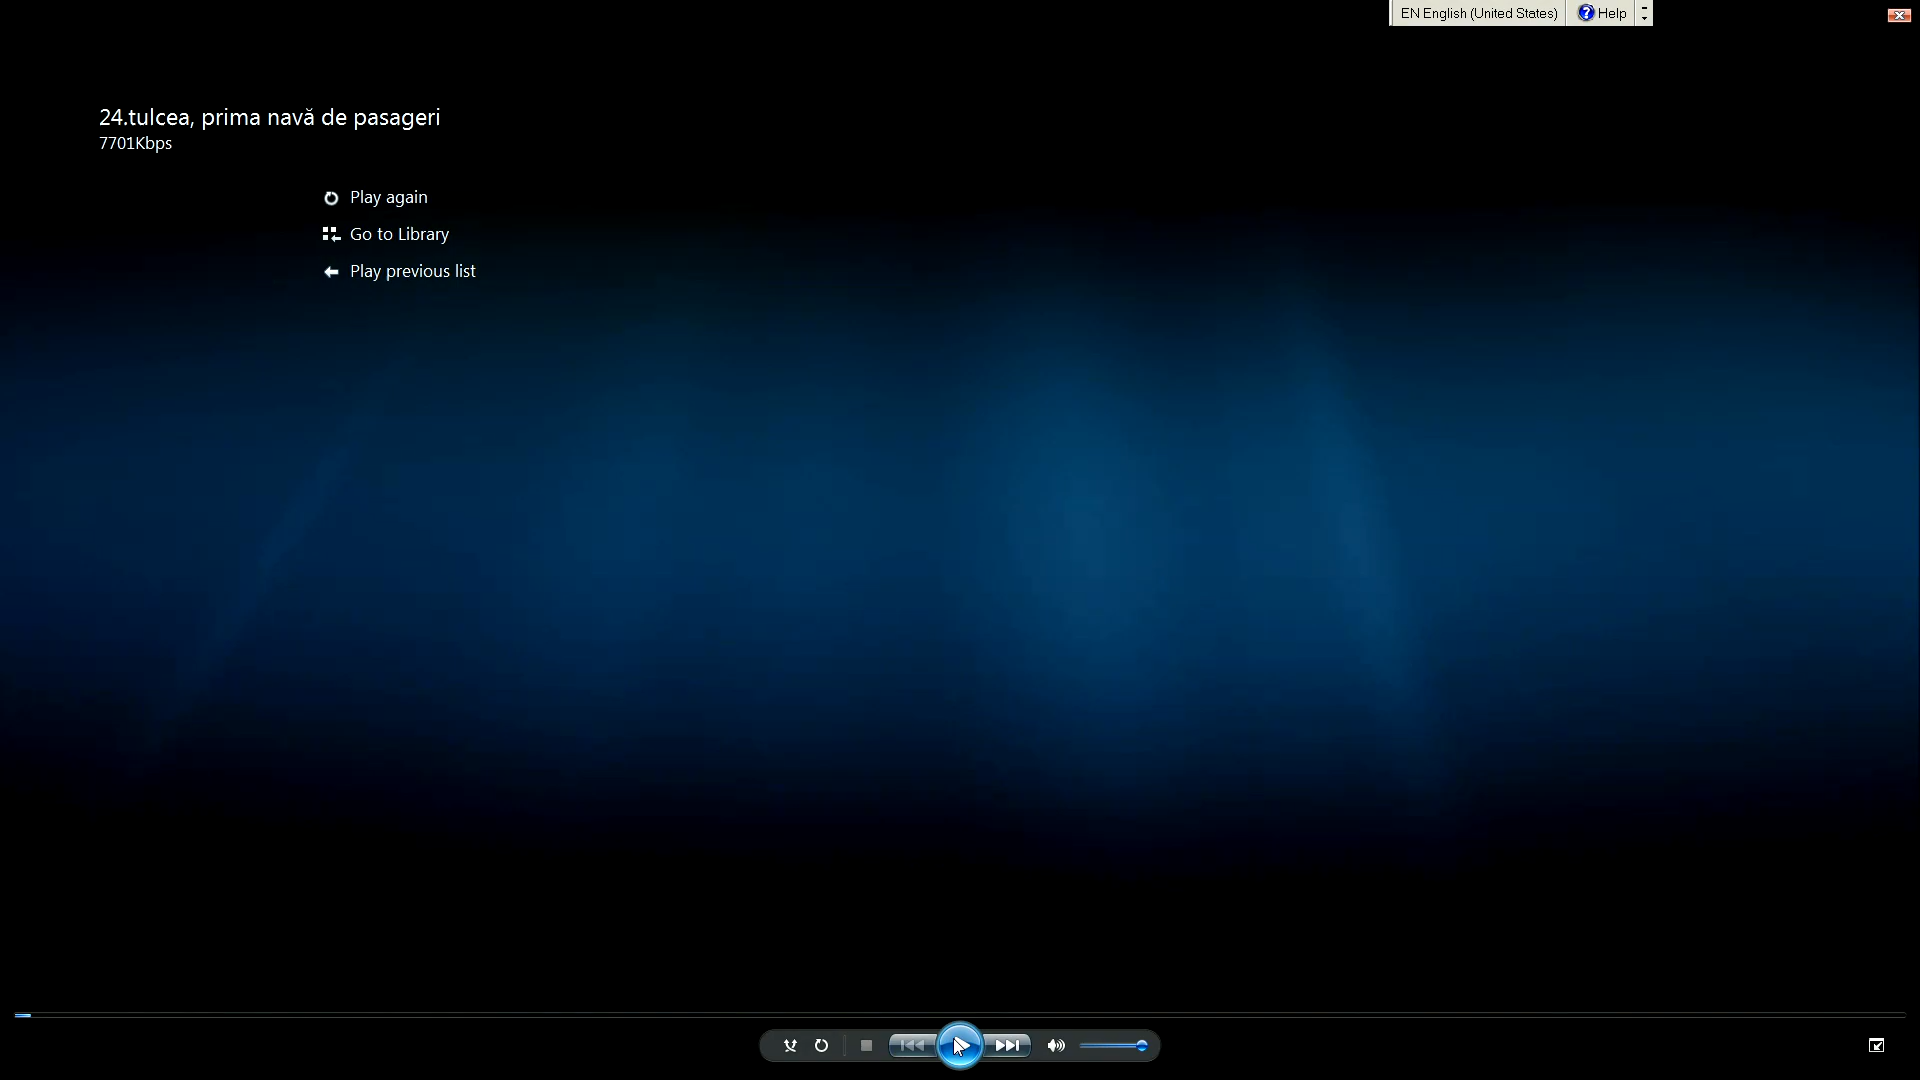 EN English (United States)
Help
24.tulcea, prima navă de pasageri
7701Kbps
Play again
Go to Library
Play previous list